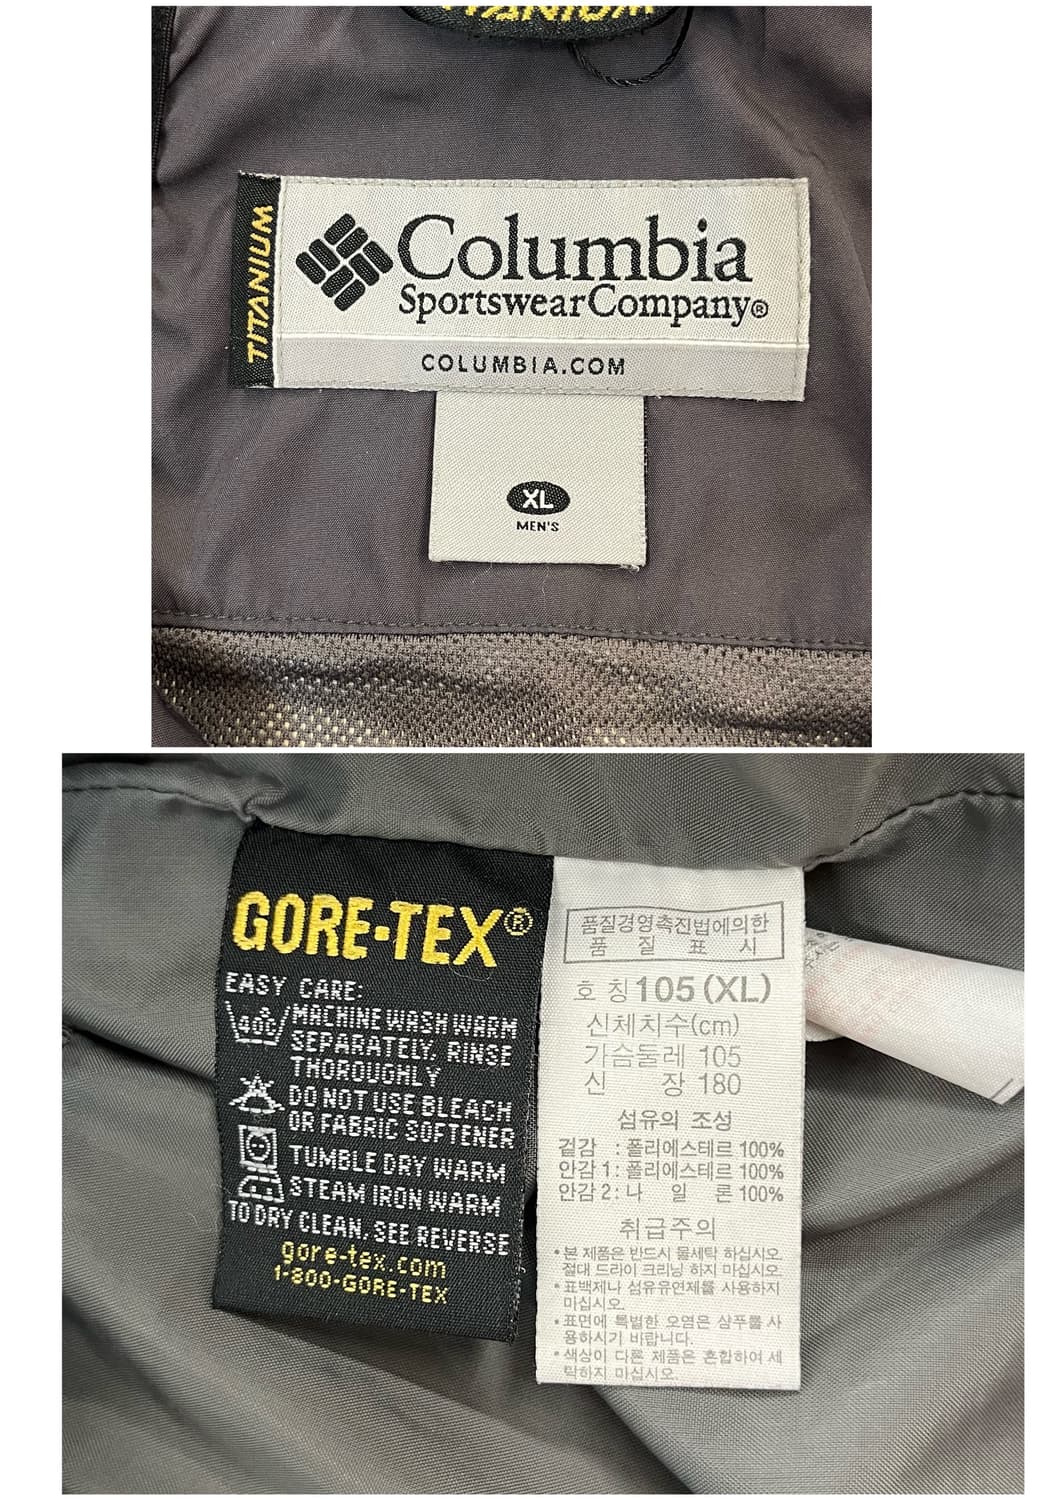 TITANIUM
TITANIUM
Columbia
Sportswear Company®
COLUMBIA.COM
XL
MEN'S
GORE-TEX®
EASY CARE:
40°C
MACHINE WASH WARM
SEPARATELY. RINSE
THOROUGHLY
DO NOT USE BLEACH
OR FABRIC SOFTENER
TUMBLE DRY WARM
STEAM IRON WARM
TO DRY CLEAN, SEE REVERSE
gore-tex.com
1-800-GORE-TEX
품질경영촉진법에의한
품 질 표 시
호 칭 105 (XL)
신체치수(cm)
가슴둘레 105
신 장 180
섬유의 조성
겉감 : 폴리에스테르 100%
안감 1 : 폴리에스테르 100%
안감 2 : 나 일 론 100%
취급주의
• 본 제품은 반드시 물세탁 하십시오.
절대 드라이 크리닝 하지 마십시오.
• 표백제나 섬유유연제를 사용하지
마십시오.
• 표면에 특별한 오염은 샴푸를 사
용하시기 바랍니다.
• 색상이 다른 제품은 혼합하여 세
탁하지 마십시오.